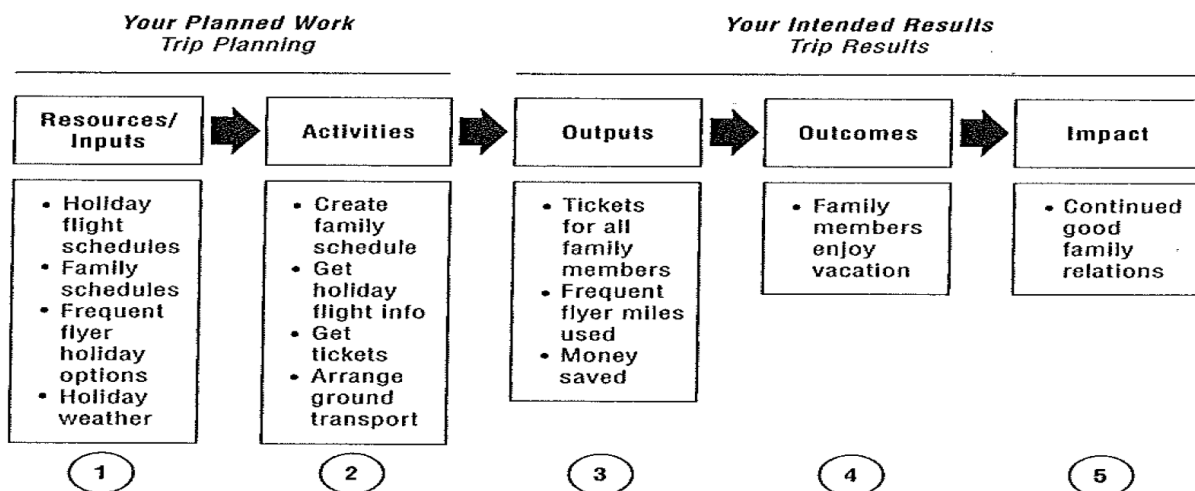 Your Planned Work
Trip Planning
Your Intended Results
Trip Results
Resources/
Inputs
Activities
Outputs
Outcomes
Impact
• Holiday
flight
schedules
• Family
schedules
• Frequent
flyer
holiday
options
• Holiday
weather
• Create
family
schedule
• Get
holiday
flight info
• Get
tickets
• Arrange
ground
transport
• Tickets
for all
family
members
• Frequent
flyer miles
used
• Money
saved
• Family
members
enjoy
vacation
• Continued
good
family
relations
1
2
3
4
5